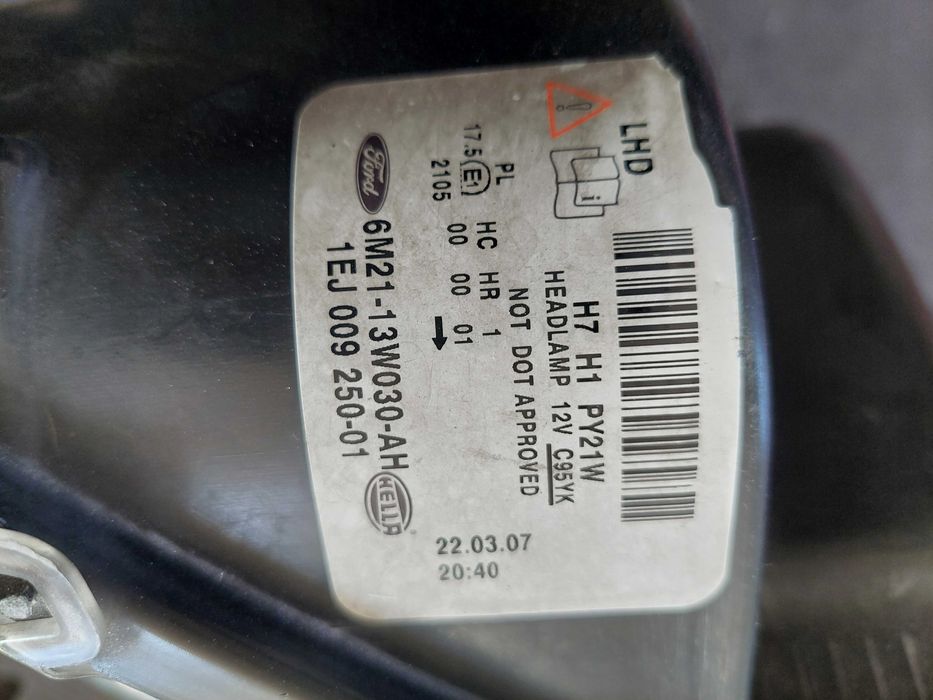 LHD
H7 H1 PY21W
HEADLAMP 12V C95YK
NOT DOT APPROVED
PL HC HR 1
17.5 E1 00 00 01
2105
Ford 6M21-13W030-AH HELLA
1EJ 009 250-01
22.03.07
20:40